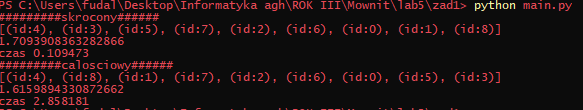 PS C:\Users\fudal\Desktop\Informatyka agh\ROK III\Mownit\lab5\zad1> python main.py
#########skrocony######
[(id:4), (id:3), (id:5), (id:7), (id:2), (id:6), (id:0), (id:1), (id:8)]
1.7093908363282866
czas 0.109473
#########calosciowy######
[(id:4), (id:8), (id:1), (id:7), (id:2), (id:6), (id:0), (id:5), (id:3)]
1.6159894330872662
czas 2.858181